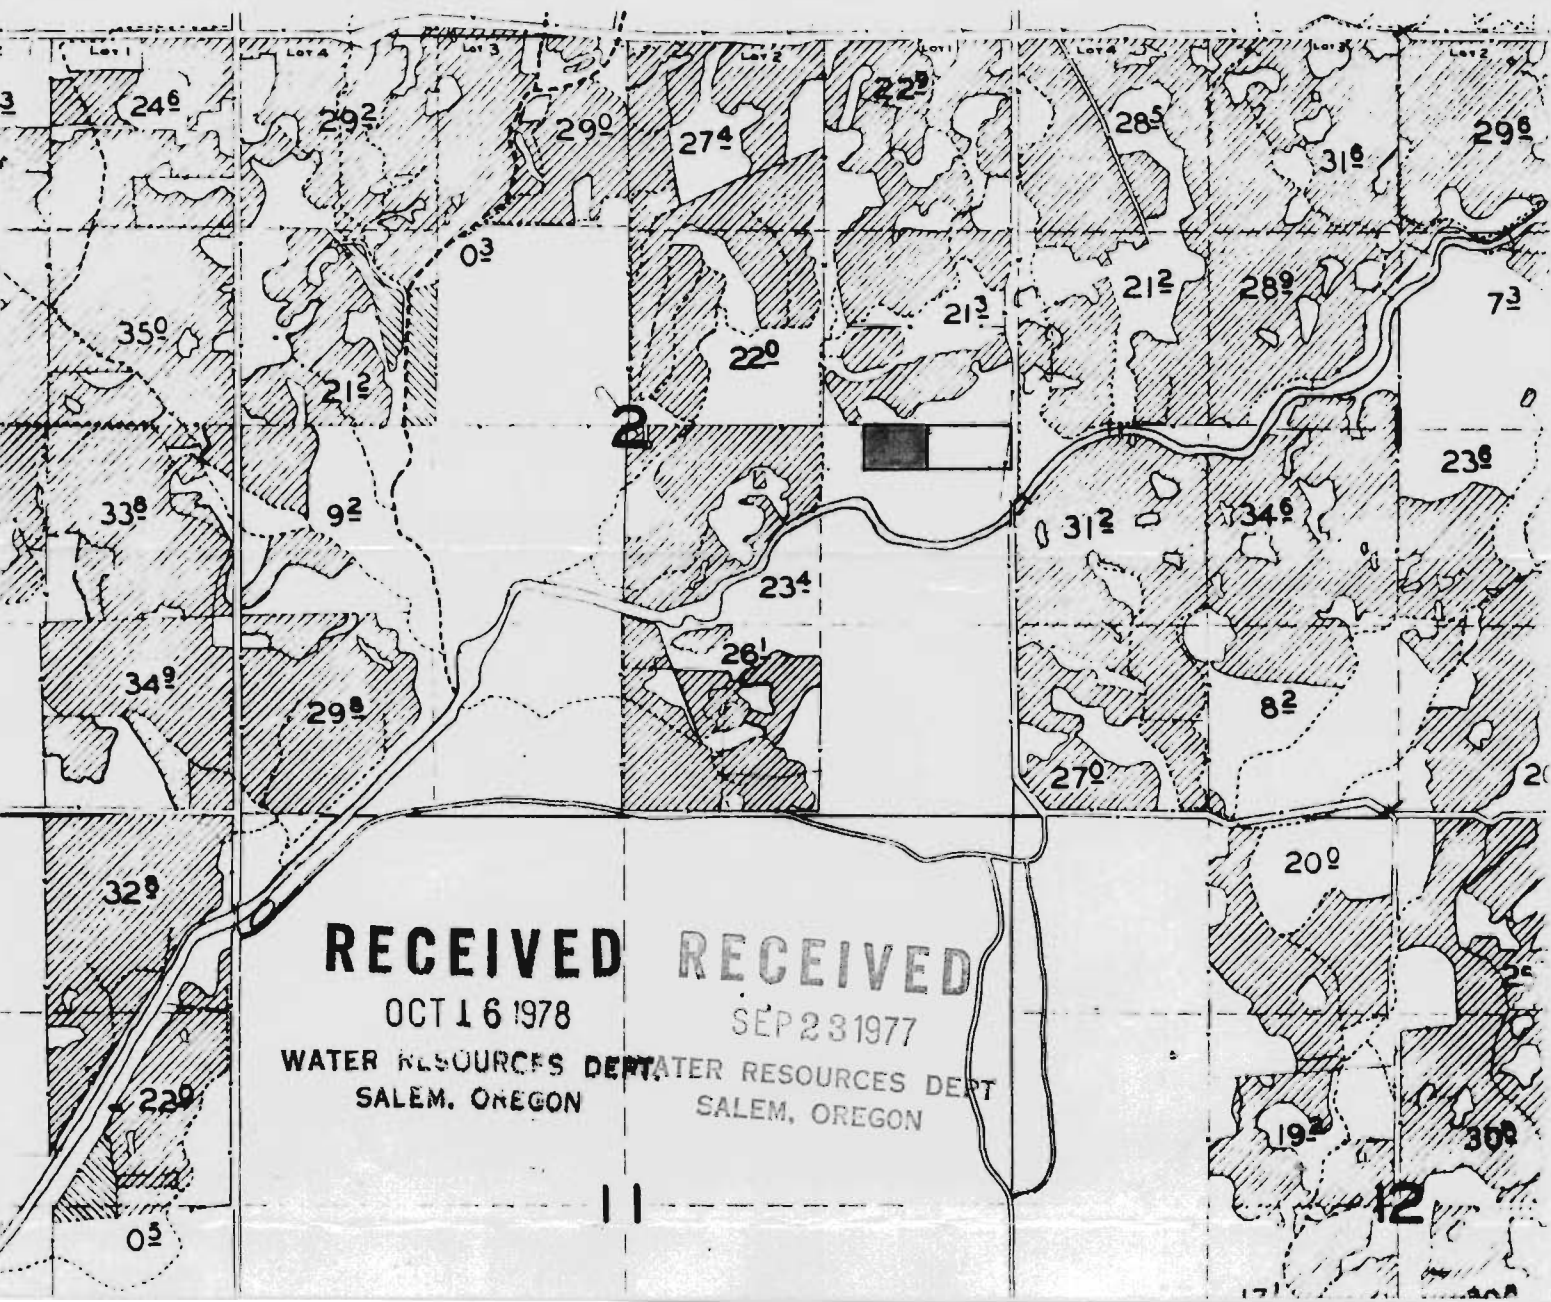 LOT 1 LOT 4 LOT 3 LOT 2 LOT 1 LOT 4 LOT 3 LOT 2
3 24 6 29 2 29 0 27 4 22 9 28 5 31 6 29 6
0 3
35 0 21 2 22 0 21 3 21 2 28 9 7 3
2
33 8 9 2 31 2 34 6 23 6
23 4
34 9 29 8 26 1 8 2
27 0
32 8 20 0
RECEIVED RECEIVED
OCT 16 1978 SEP 23 1977
WATER RESOURCES DEPT. WATER RESOURCES DEPT
SALEM, OREGON SALEM, OREGON
22 0 19 2 30 8
11 12
0 5